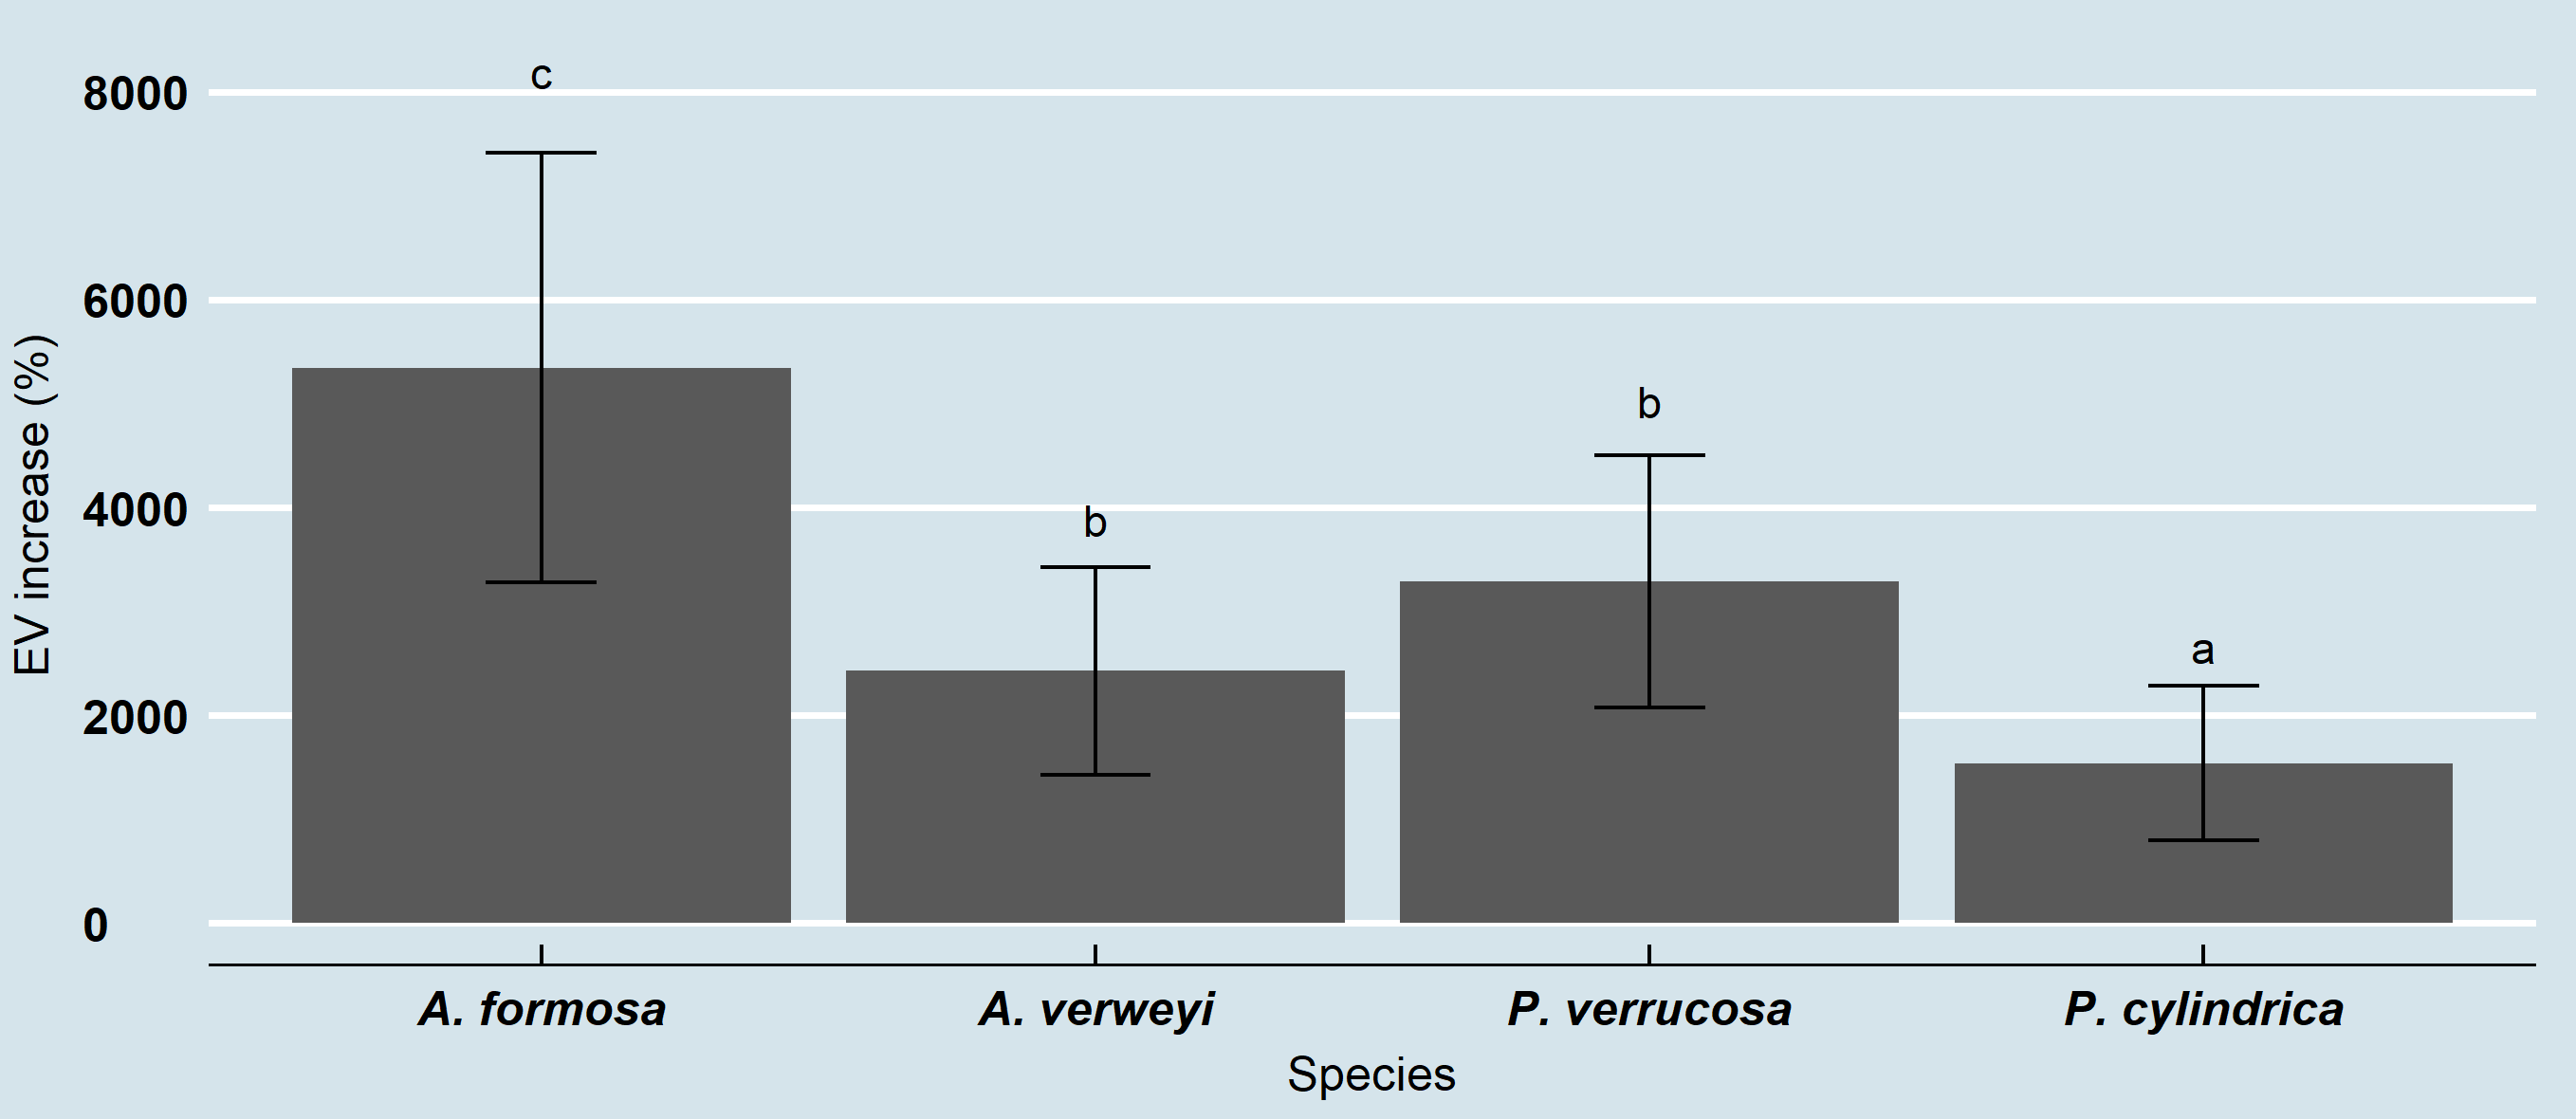 c
8000
6000
b
4000
b
a
2000
0
EV increase (%)
A. formosa
A. verweyi
P. verrucosa
P. cylindrica
Species